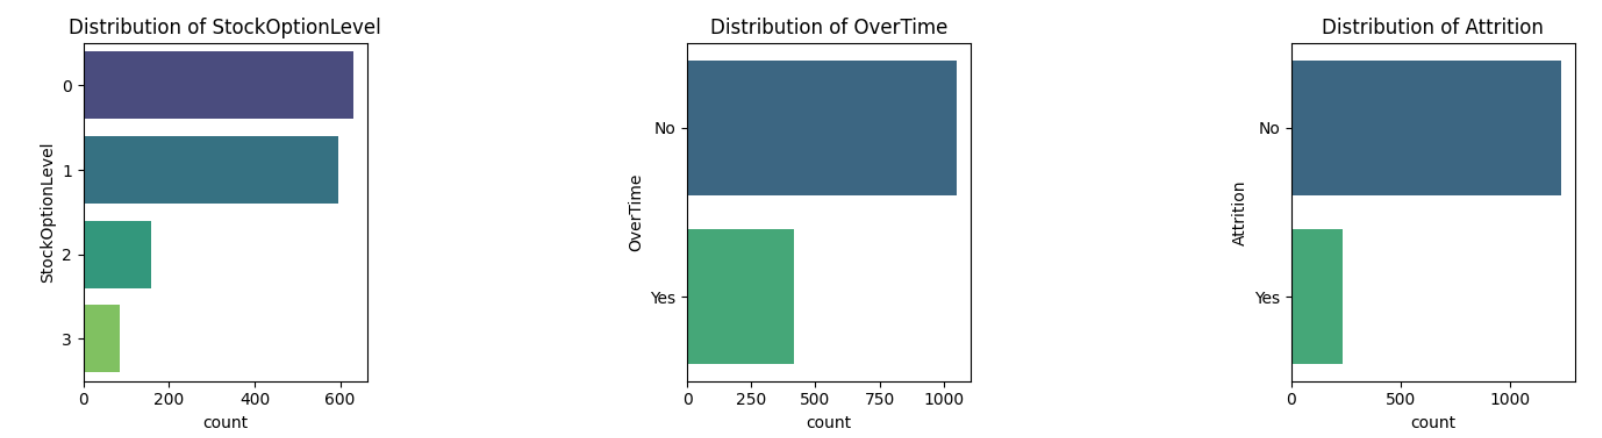 Distribution of StockOptionLevel
StockOptionLevel
0
1
2
3
0 200 400 600
count
Distribution of OverTime
OverTime
No
Yes
0 250 500 750 1000
count
Distribution of Attrition
Attrition
No
Yes
0 500 1000
count